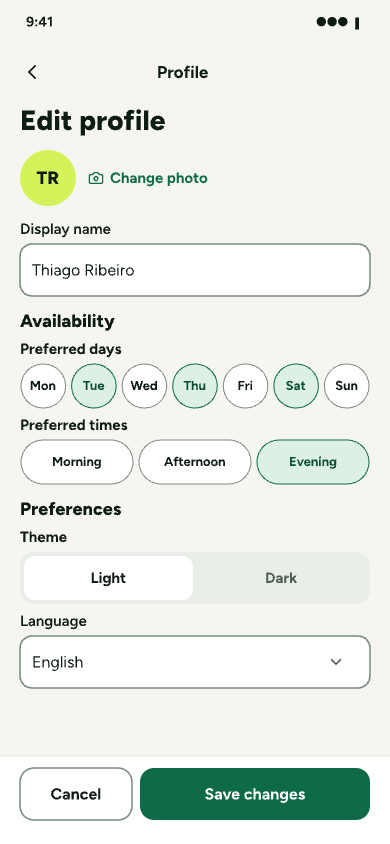 9:41
Profile
Edit profile
TR
Change photo
Display name
Thiago Ribeiro
Availability
Preferred days
Mon Tue Wed Thu Fri Sat Sun
Preferred times
Morning Afternoon Evening
Preferences
Theme
Light Dark
Language
English
Cancel Save changes